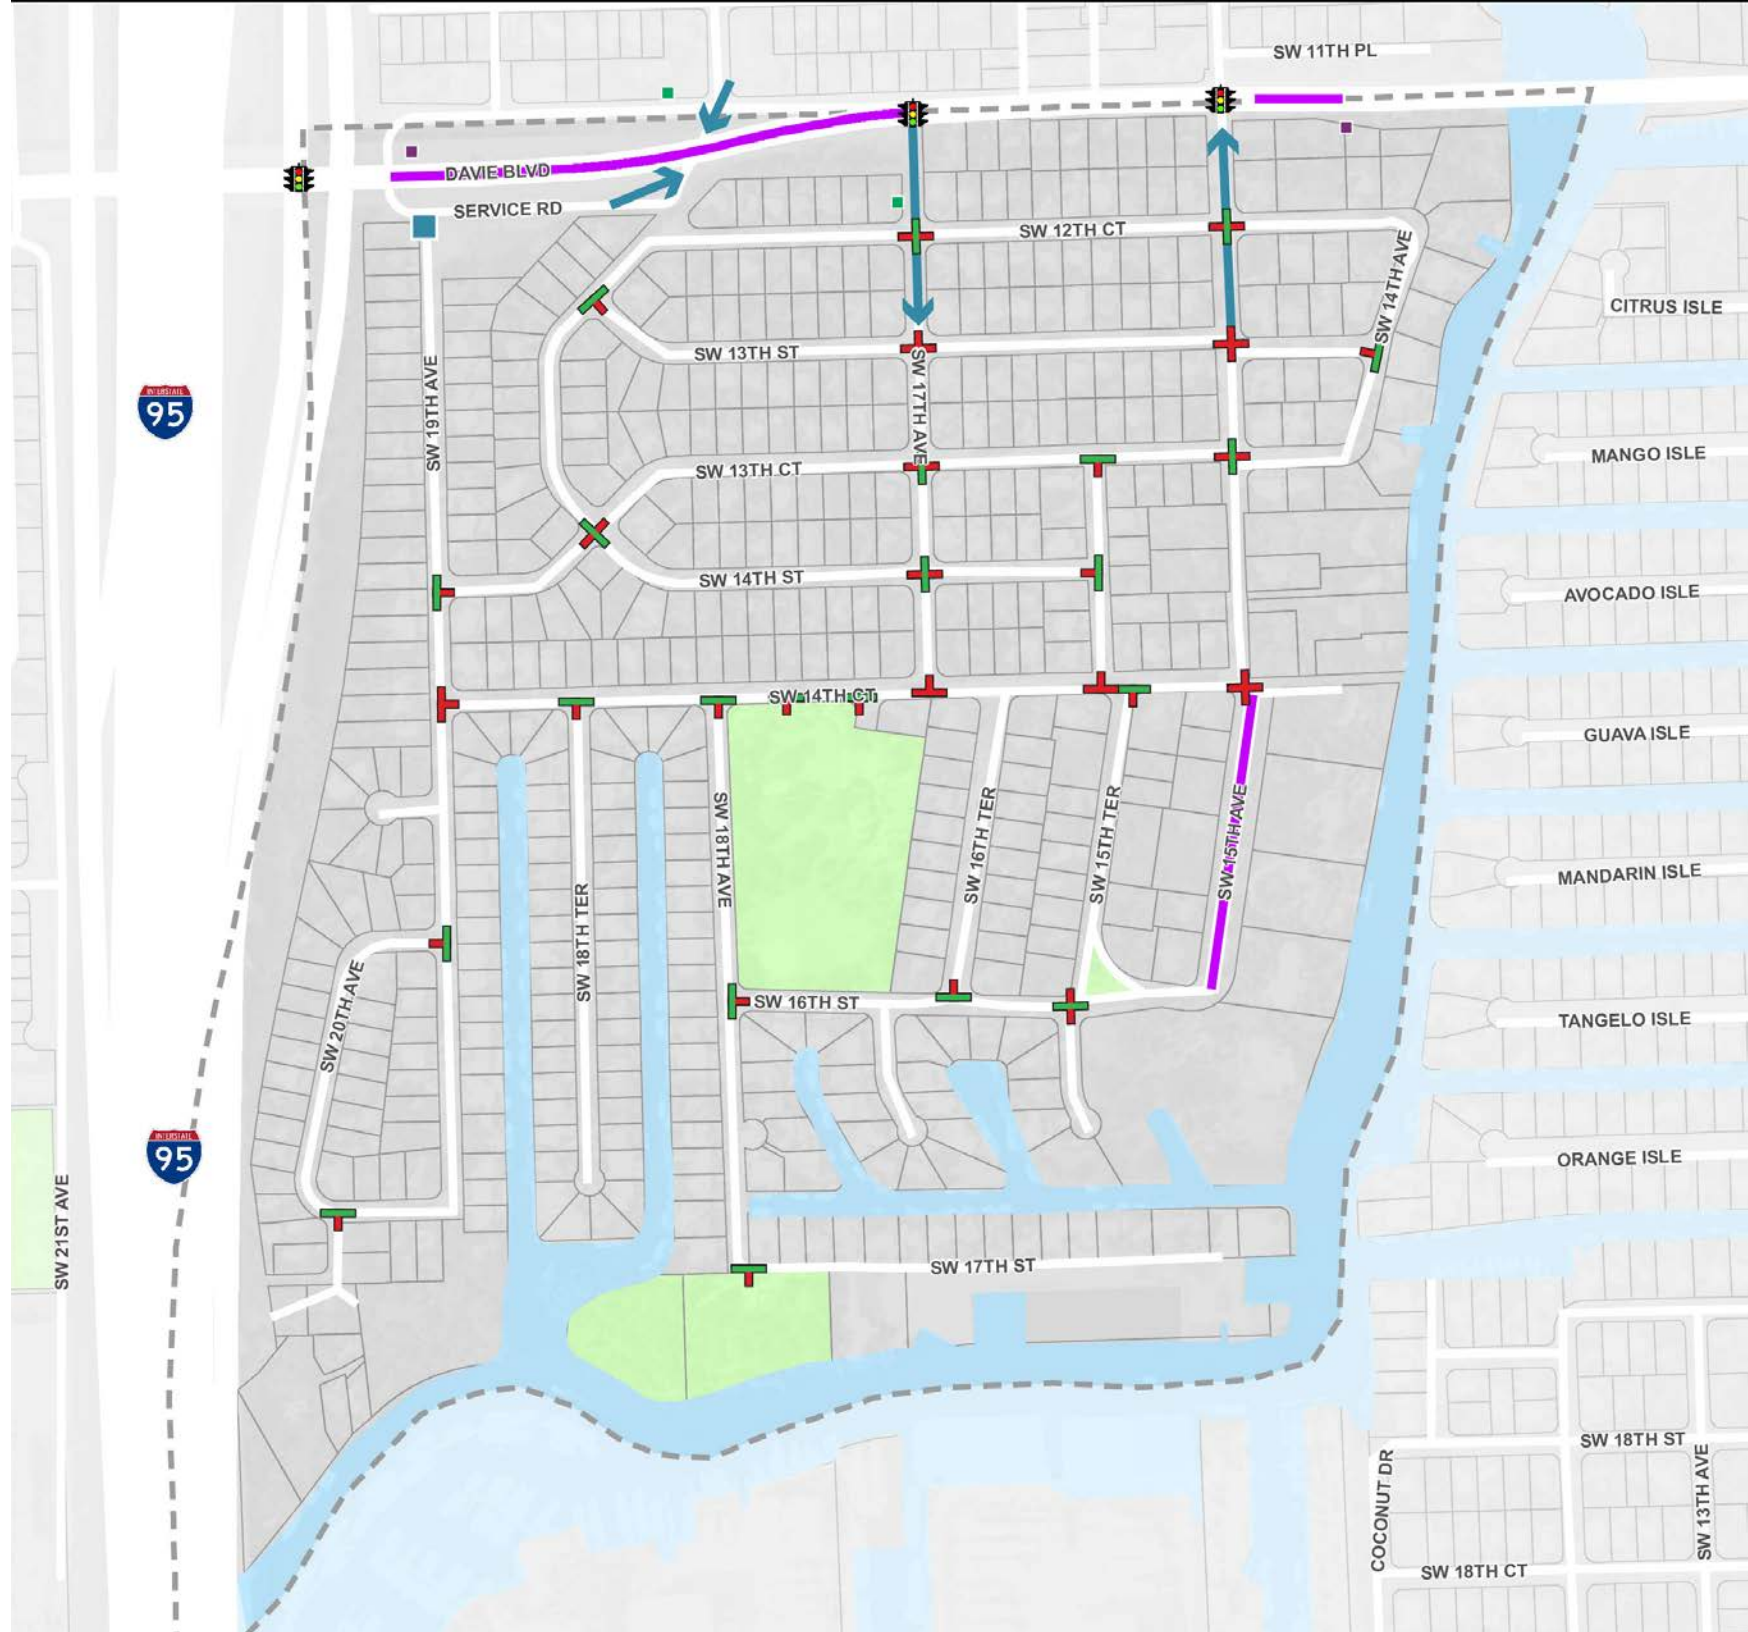 SW 11TH PL
DAVIE BLVD
SERVICE RD
SW 12TH CT
SW 14TH AVE
CITRUS ISLE
SW 13TH ST
SW 17TH AVE
SW 19TH AVE
INTERSTATE
95
SW 13TH CT
MANGO ISLE
SW 14TH ST
AVOCADO ISLE
SW 14TH CT
GUAVA ISLE
SW 18TH AVE
SW 16TH TER
SW 15TH TER
SW 15TH AVE
MANDARIN ISLE
SW 18TH TER
SW 20TH AVE
SW 16TH ST
TANGELO ISLE
INTERSTATE
95
ORANGE ISLE
SW 21ST AVE
SW 17TH ST
COCONUT DR
SW 18TH ST
SW 13TH AVE
SW 18TH CT